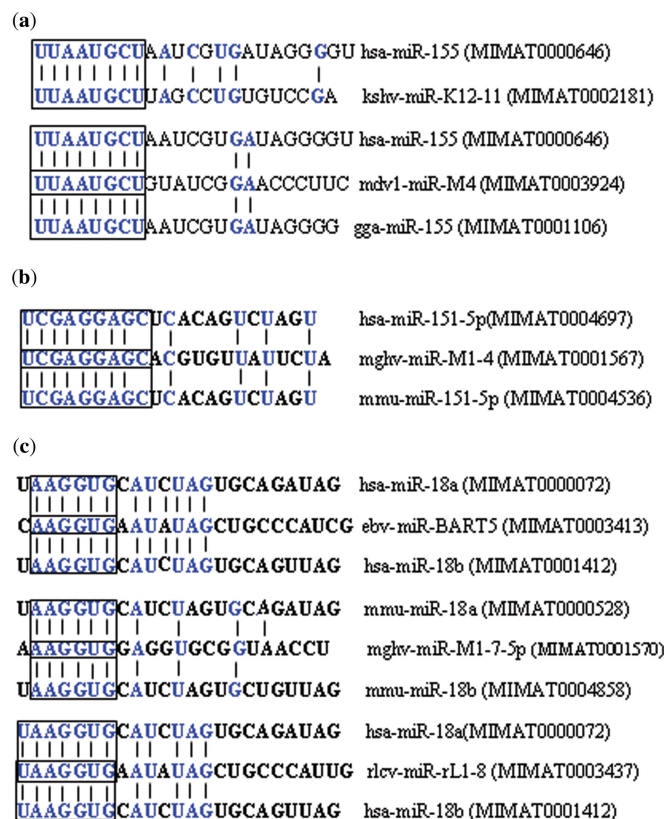 (a)
UUAAUGCUAAUCGUGAUAGGGGU hsa-miR-155 (MIMAT0000646)
UUAAUGCUUAGCCUGUGUCCGA kshv-miR-K12-11 (MIMAT0002181)
UUAAUGCUAAUCGUGAUAGGGGU hsa-miR-155 (MIMAT0000646)
UUAAUGCUGUAUCGGAACCCUUC mdv1-miR-M4 (MIMAT0003924)
UUAAUGCUAAUCGUGAUAGGGG gga-miR-155 (MIMAT0001106)
(b)
UCGAGGAGCUCACAGUCUAGU hsa-miR-151-5p(MIMAT0004697)
UCGAGGAGCACGUGUUAUUCUA mghv-miR-M1-4 (MIMAT0001567)
UCGAGGAGCUCACAGUCUAGU mmu-miR-151-5p (MIMAT0004536)
(c)
UAAGGUGCAUCUAGUGCAGAUAG hsa-miR-18a (MIMAT0000072)
CAAGGUGAAUAUAGCUGCCCAUCG ebv-miR-BART5 (MIMAT0003413)
UAAGGUGCAUCUAGUGCAGUUAG hsa-miR-18b (MIMAT0001412)
UAAGGUGCAUCUAGUGCAGAUAG mmu-miR-18a (MIMAT0000528)
AAAGGUGGAGGUGCGGUAACCU mghv-miR-M1-7-5p (MIMAT0001570)
UAAGGUGCAUCUAGUGCUGUUAG mmu-miR-18b (MIMAT0004858)
UAAGGUGCAUCUAGUGCAGAUAG hsa-miR-18a(MIMAT0000072)
UAAGGUGAAUAUAGCUGCCCAUUG rlcv-miR-rL1-8 (MIMAT0003437)
UAAGGUGCAUCUAGUGCAGUUAG hsa-miR-18b (MIMAT0001412)